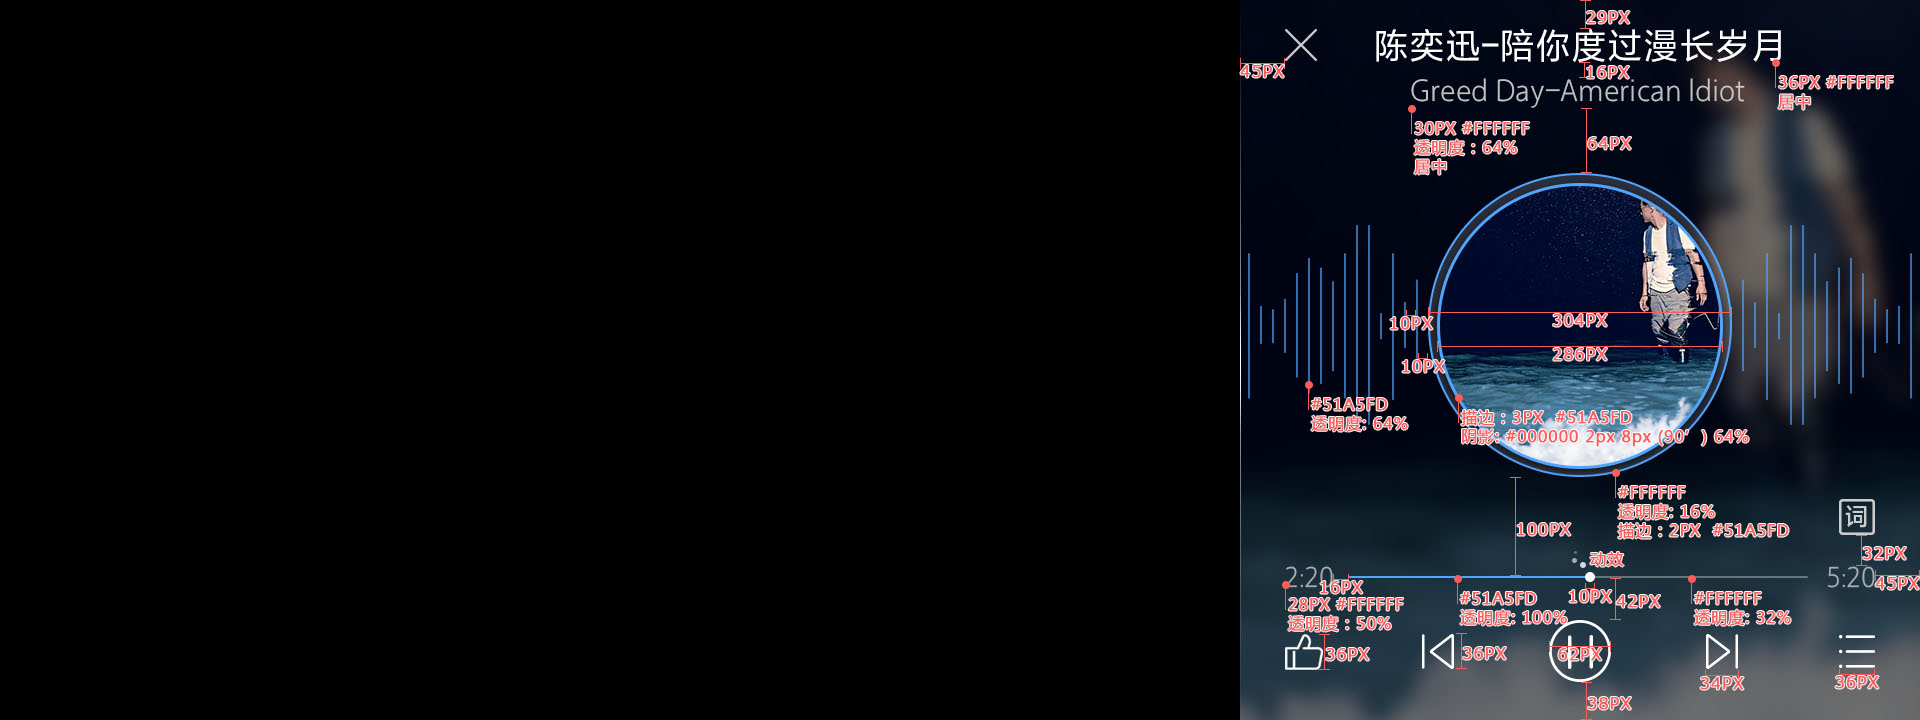 29PX
陈奕迅-陪你度过漫长岁月
45PX
16PX
36PX #FFFFFF
居中
Greed Day-American Idiot
30PX #FFFFFF
透明度：64%
居中
64PX
10PX
304PX
286PX
10PX
#51A5FD
透明度: 64%
描边：3PX #51A5FD
阴影: #000000 2px 8px (90′ ) 64%
#FFFFFF
透明度: 16%
描边：2PX #51A5FD
词
100PX
32PX
动效
2:20
5:20
45PX
16PX
28PX #FFFFFF
透明度：50%
#51A5FD
透明度: 100%
10PX
42PX
#FFFFFF
透明度: 32%
36PX
36PX
62PX
34PX
36PX
38PX